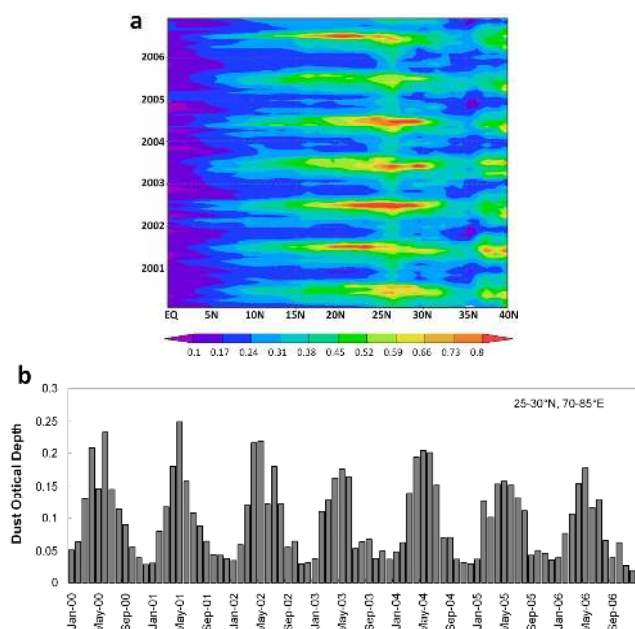 a
2006
2005
2004
2003
2002
2001
EQ 5N 10N 15N 20N 25N 30N 35N 40N
0.1 0.17 0.24 0.31 0.38 0.45 0.52 0.59 0.66 0.73 0.8
b
25-30°N, 70-85°E
Dust Optical Depth
0.3
0.25
0.2
0.15
0.1
0.05
0
Jan-00 May-00 Sep-00 Jan-01 May-01 Sep-01 Jan-02 May-02 Sep-02 Jan-03 May-03 Sep-03 Jan-04 May-04 Sep-04 Jan-05 May-05 Sep-05 Jan-06 May-06 Sep-06